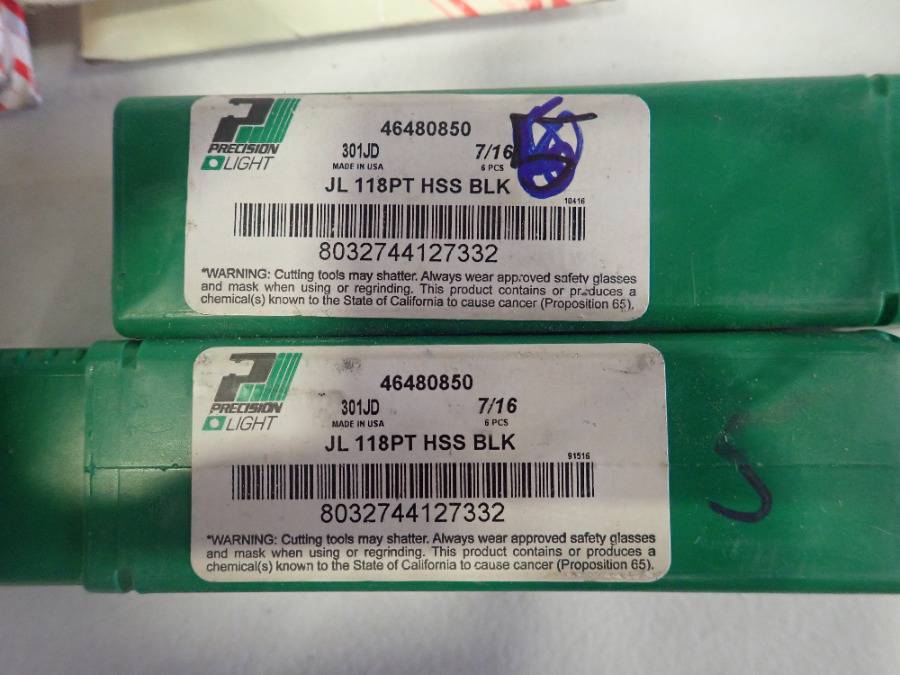 46480850
PRECISION
LIGHT
301JD 7/16
MADE IN USA 6 PCS
JL 118PT HSS BLK
10416
8032744127332
*WARNING: Cutting tools may shatter. Always wear approved safety glasses
and mask when using or regrinding. This product contains or produces a
chemical(s) known to the State of California to cause cancer (Proposition 65).
46480850
PRECISION
LIGHT
301JD 7/16
MADE IN USA 6 PCS
JL 118PT HSS BLK
91516
8032744127332
*WARNING: Cutting tools may shatter. Always wear approved safety glasses
and mask when using or regrinding. This product contains or produces a
chemical(s) known to the State of California to cause cancer (Proposition 65).